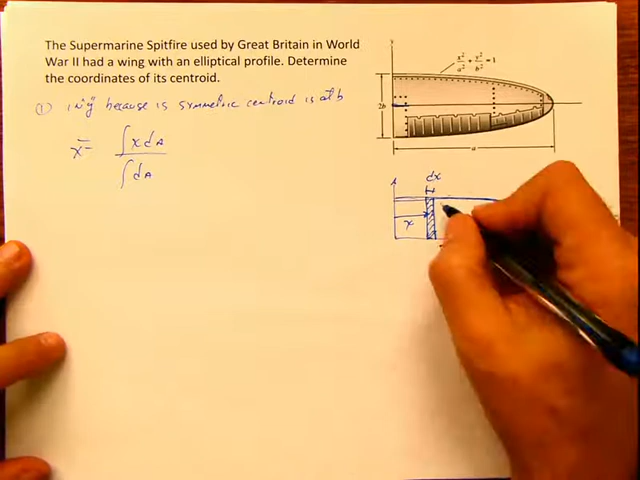 The Supermarine Spitfire used by Great Britain in World
War II had a wing with an elliptical profile. Determine
the coordinates of its centroid.
① in "y" because is symmetric centroid is at b
x̄ = ∫x dA / ∫dA
y
x²/a² + y²/b² = 1
2b
a
dx
x